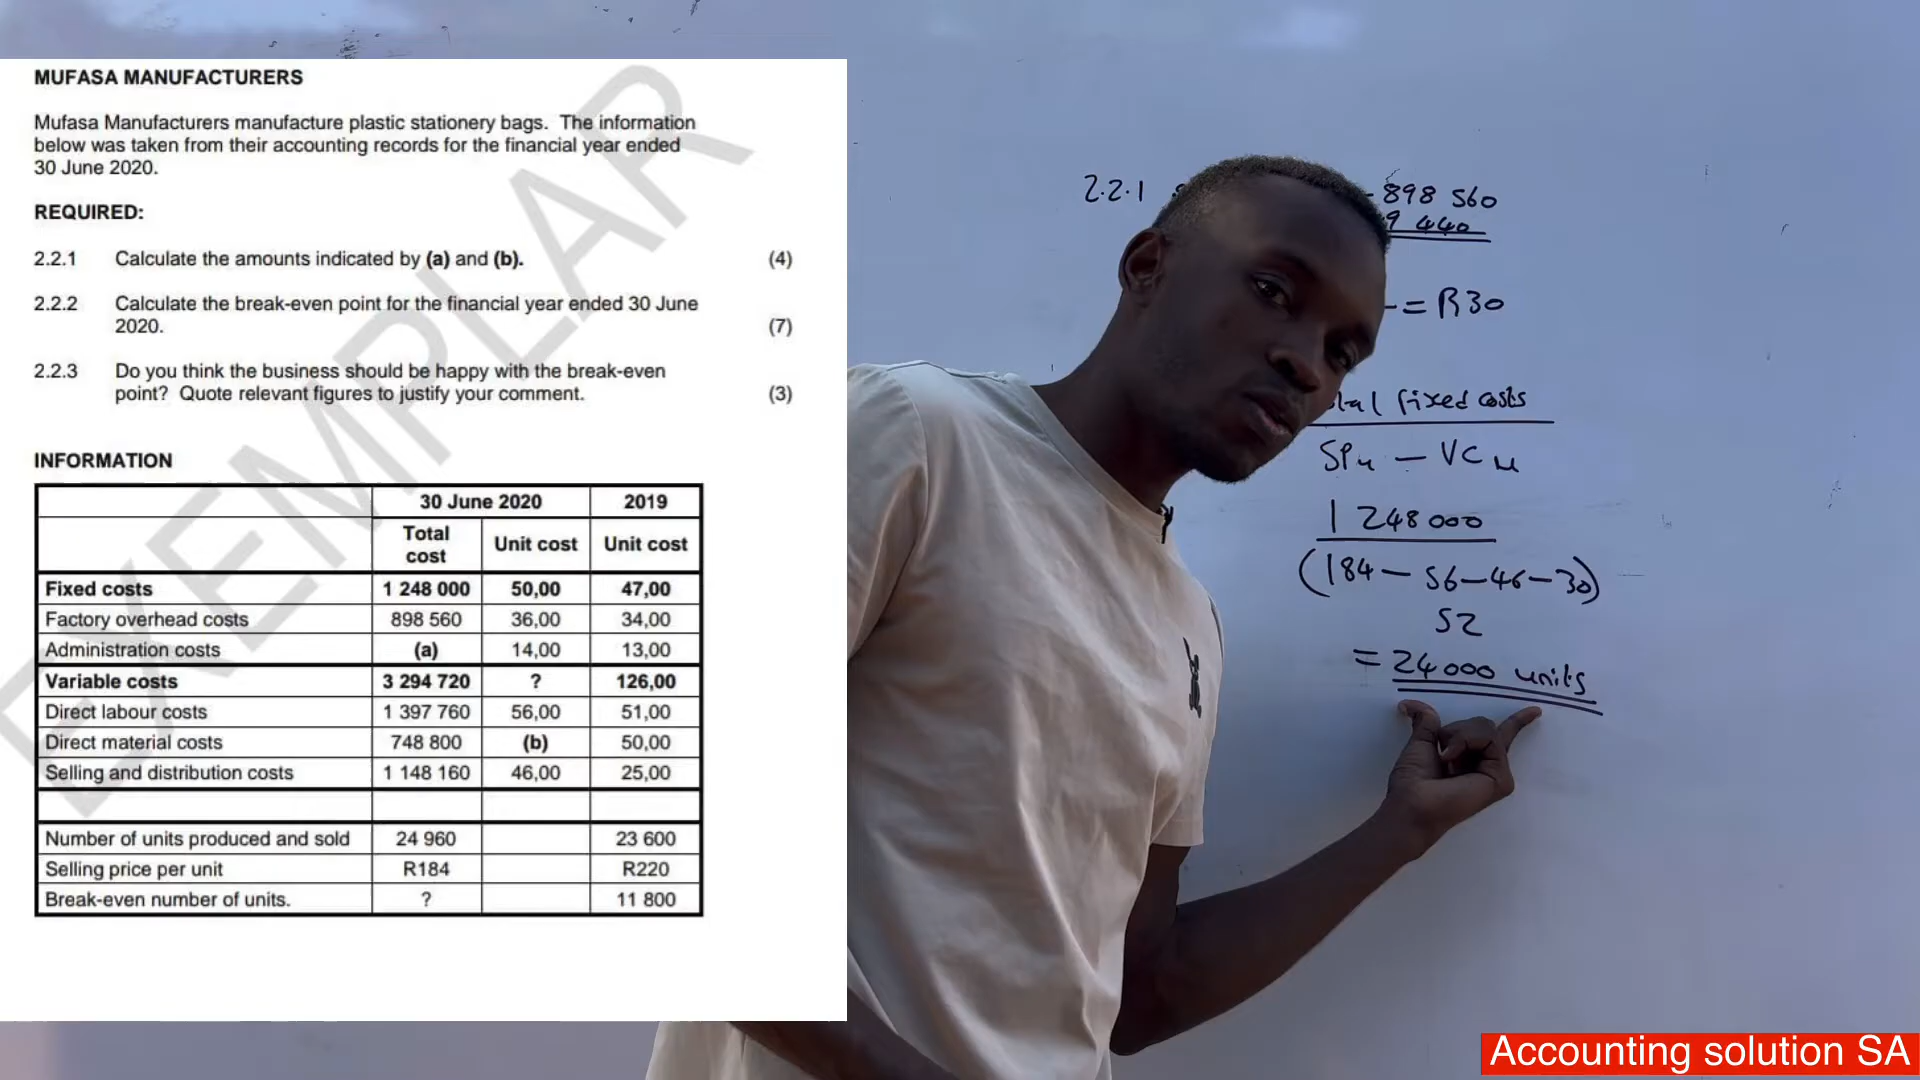 MUFASA MANUFACTURERS
Mufasa Manufacturers manufacture plastic stationery bags. The information
below was taken from their accounting records for the financial year ended
30 June 2020.
REQUIRED:
2.2.1 Calculate the amounts indicated by (a) and (b). (4)
2.2.2 Calculate the break-even point for the financial year ended 30 June
2020. (7)
2.2.3 Do you think the business should be happy with the break-even
point? Quote relevant figures to justify your comment. (3)
INFORMATION
30 June 2020 2019
Total cost Unit cost Unit cost
Fixed costs 1 248 000 50,00 47,00
Factory overhead costs 898 560 36,00 34,00
Administration costs (a) 14,00 13,00
Variable costs 3 294 720 ? 126,00
Direct labour costs 1 397 760 56,00 51,00
Direct material costs 748 800 (b) 50,00
Selling and distribution costs 1 148 160 46,00 25,00
Number of units produced and sold 24 960 23 600
Selling price per unit R184 R220
Break-even number of units. ? 11 800
EXEMPLAR
2.2.1 - 898 560
9 440
= R30
fixed costs
SPu - VCu
1 248 000
(184 - 56 - 46 - 30)
52
= 24 000 units
Accounting solution SA